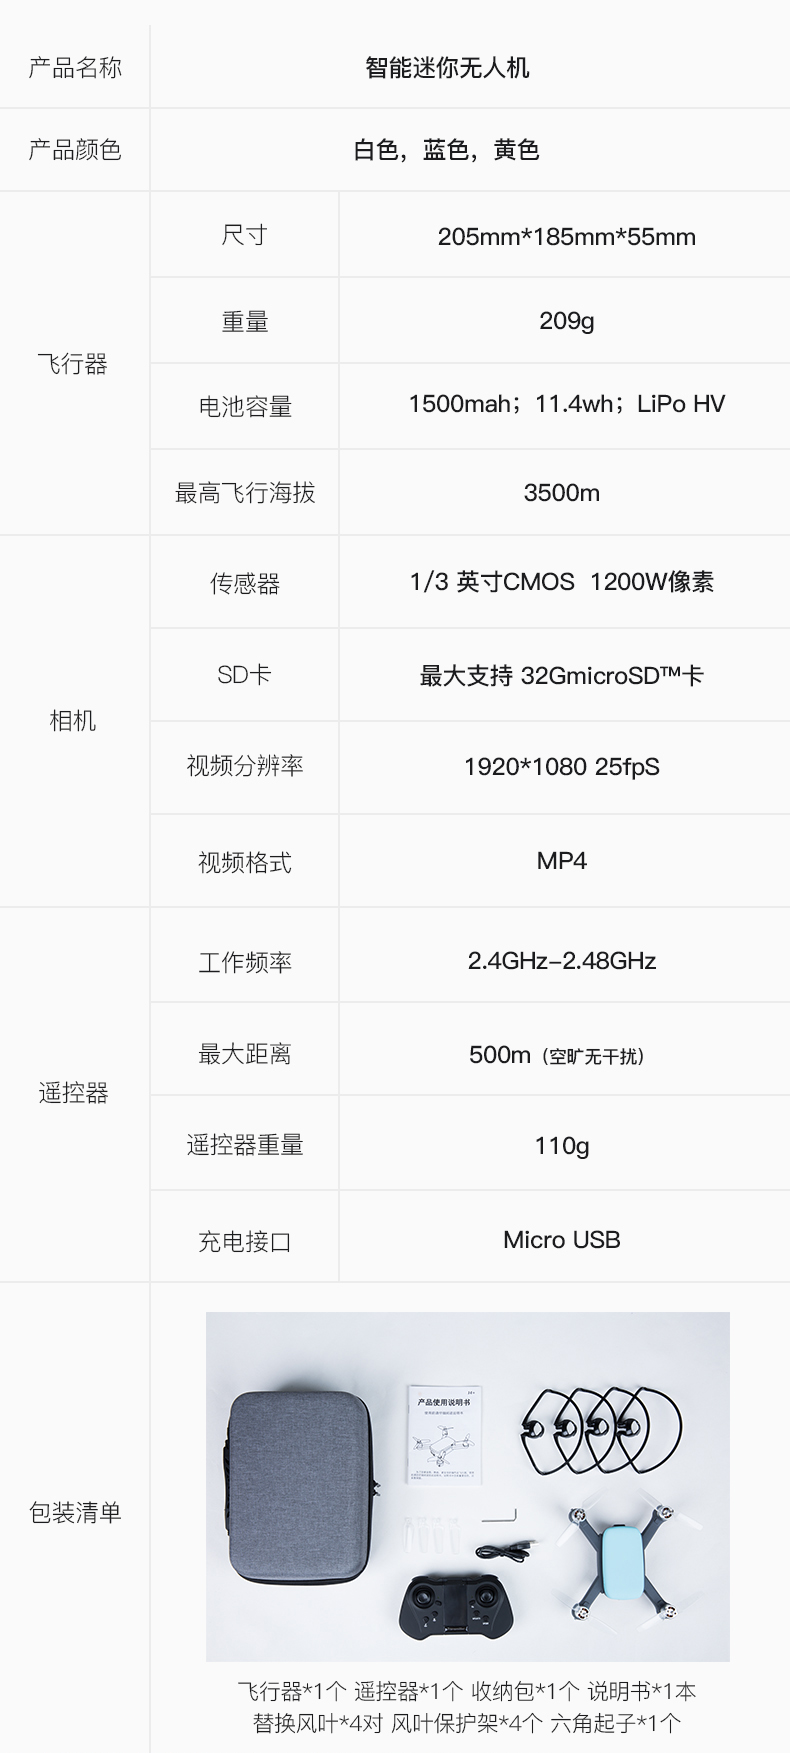 产品名称
智能迷你无人机
产品颜色
白色，蓝色，黄色
飞行器
尺寸
205mm*185mm*55mm
重量
209g
电池容量
1500mah；11.4wh；LiPo HV
最高飞行海拔
3500m
相机
传感器
1/3 英寸CMOS 1200W像素
SD卡
最大支持 32GmicroSD™卡
视频分辨率
1920*1080 25fpS
视频格式
MP4
遥控器
工作频率
2.4GHz–2.48GHz
最大距离
500m（空旷无干扰）
遥控器重量
110g
充电接口
Micro USB
包装清单
14+
产品使用说明书
飞行器*1个 遥控器*1个 收纳包*1个 说明书*1本
替换风叶*4对 风叶保护架*4个 六角起子*1个